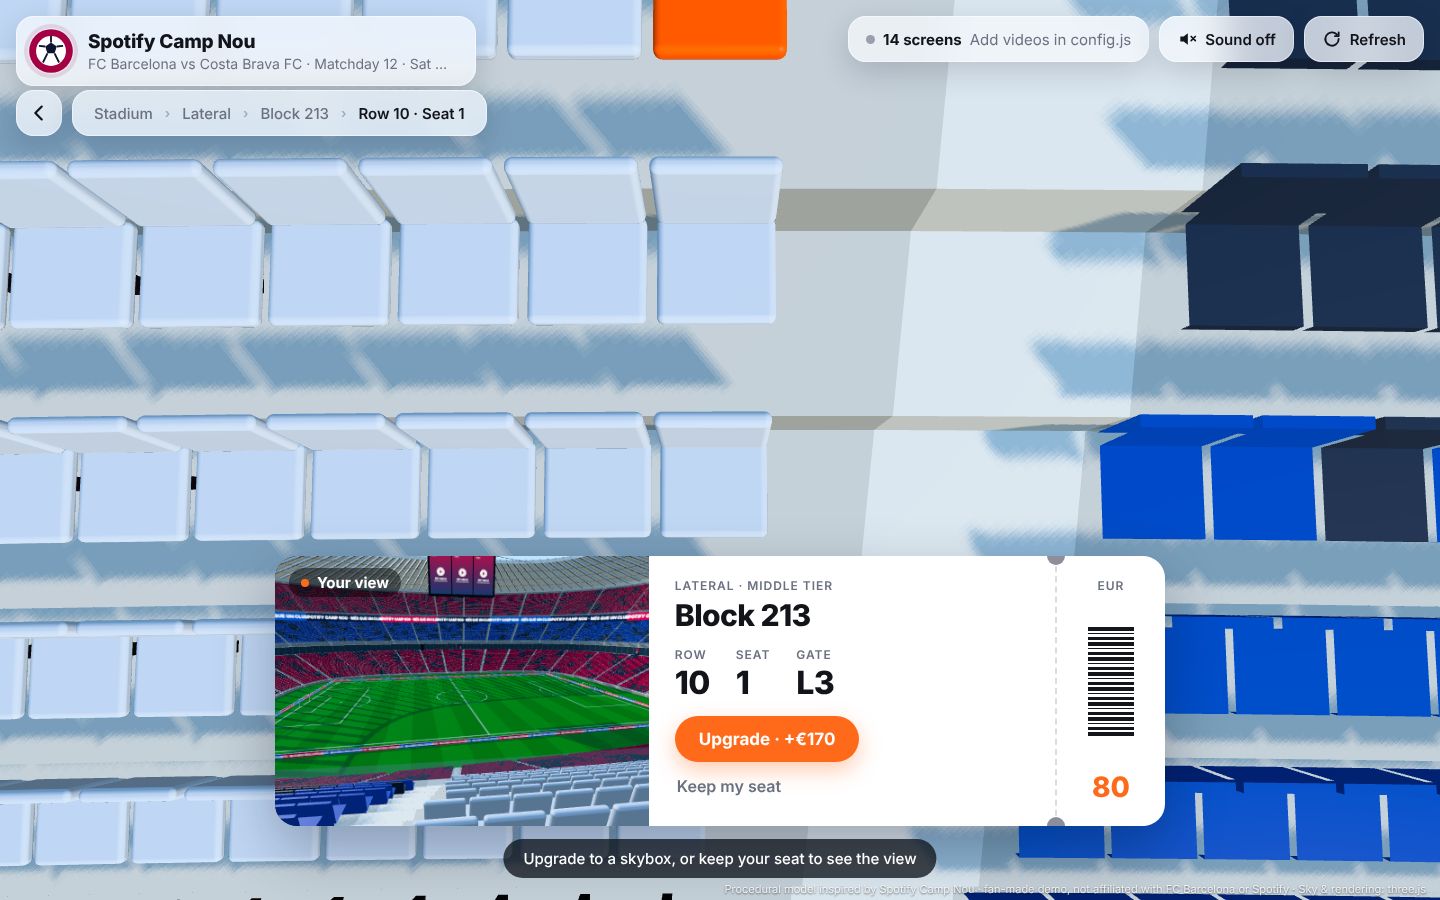 Spotify Camp Nou
FC Barcelona vs Costa Brava FC · Matchday 12 · Sat ...
14 screens Add videos in config.js
Sound off
Refresh
Stadium › Lateral › Block 213 › Row 10 · Seat 1
Your view
LATERAL · MIDDLE TIER
Block 213
ROW SEAT GATE
10 1 L3
Upgrade · +€170
Keep my seat
EUR
80
Upgrade to a skybox, or keep your seat to see the view
Procedural model inspired by Spotify Camp Nou · fan-made demo, not affiliated with FC Barcelona or Spotify · Sky & rendering: three.js